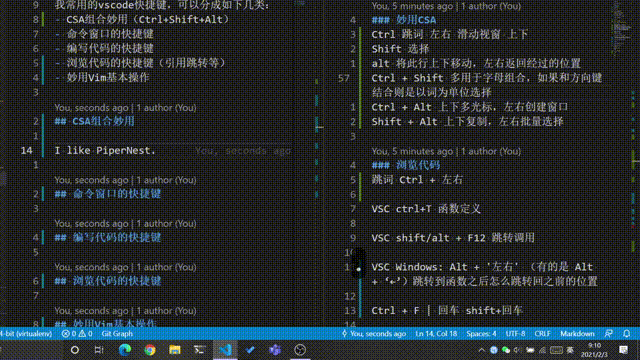 我常用的vscode快捷键，可以分成如下几类：
- CSA组合妙用（Ctrl+Shift+Alt）
- 命令窗口的快捷键
- 编写代码的快捷键
- 浏览代码的快捷键（引用跳转等）
- 妙用Vim基本操作
You, seconds ago | 1 author (You)
## CSA组合妙用
14 I like PiperNest. You, seconds ago
You, seconds ago | 1 author (You)
## 命令窗口的快捷键
You, seconds ago | 1 author (You)
## 编写代码的快捷键
You, seconds ago | 1 author (You)
## 浏览代码的快捷键
You, seconds ago | 1 author (You)
## 妙用Vim基本操作
You, 5 minutes ago | 1 author (You)
### 妙用CSA
Ctrl 跳词 左右 滑动视窗 上下
Shift 选择
alt 将此行上下移动，左右返回经过的位置
57 Ctrl + Shift 多用于字母组合，如果和方向键
结合则是以词为单位选择
Ctrl + Alt 上下多光标，左右创建窗口
Shift + Alt 上下复制，左右批量选择
You, 5 minutes ago | 1 author (You)
### 浏览代码
跳词 Ctrl + 左右
VSC ctrl+T 函数定义
VSC shift/alt + F12 跳转调用
VSC Windows: Alt + '左右' （有的是 Alt
+ '←'）跳转到函数之后怎么跳转回之前的位置
Ctrl + F | 回车 shift+回车
4-bit (virtualenv) 0 0 Git Graph You, seconds ago Ln 14, Col 18 Spaces: 4 UTF-8 CRLF Markdown
英 9:10
2021/2/3